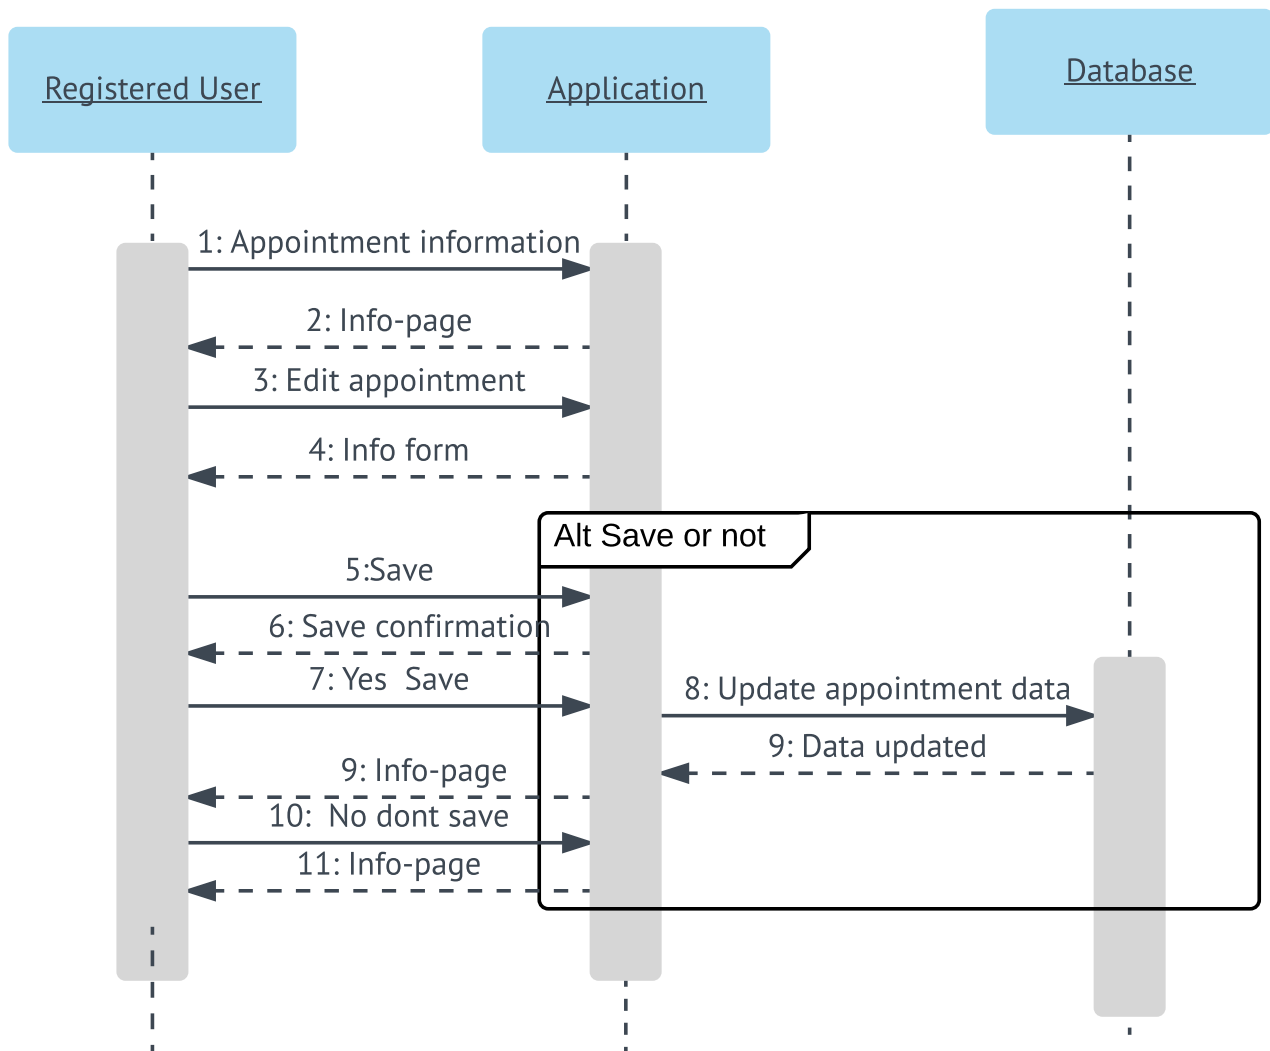 Registered User
Application
Database
1: Appointment information
2: Info-page
3: Edit appointment
4: Info form
Alt Save or not
5:Save
6: Save confirmation
7: Yes  Save
8: Update appointment data
9: Data updated
9: Info-page
10:  No dont save
11: Info-page